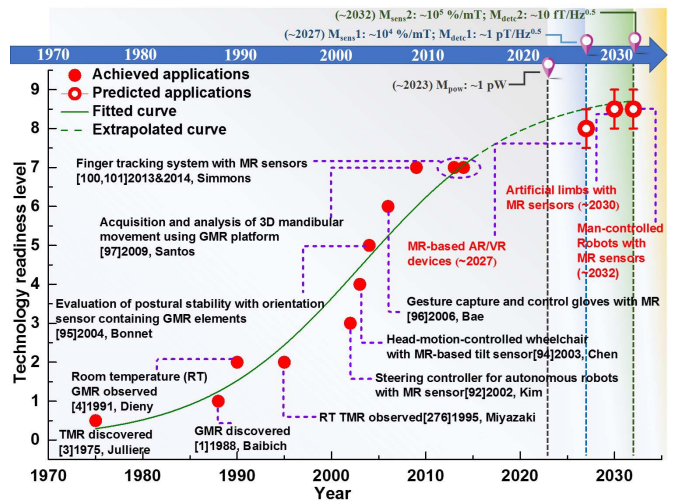 (~2032) Msens2: ~10⁵ %/mT; Mdetc2: ~10 fT/Hz⁰·⁵
(~2027) Msens1: ~10⁴ %/mT; Mdetc1: ~1 pT/Hz⁰·⁵
1970 1980 1990 2000 2010 2020 2030
(~2023) Mpow: ~1 pW
Achieved applications
Predicted applications
Fitted curve
Extrapolated curve
Technology readiness level
9
8
7
6
5
4
3
2
1
0
Finger tracking system with MR sensors
[100,101]2013&2014, Simmons
Acquisition and analysis of 3D mandibular
movement using GMR platform
[97]2009, Santos
Evaluation of postural stability with orientation
sensor containing GMR elements
[95]2004, Bonnet
Room temperature (RT)
GMR observed
[4]1991, Dieny
TMR discovered
[3]1975, Julliere
GMR discovered
[1]1988, Baibich
RT TMR observed[276]1995, Miyazaki
Steering controller for autonomous robots
with MR sensor[92]2002, Kim
Head-motion-controlled wheelchair
with MR-based tilt sensor[94]2003, Chen
Gesture capture and control gloves with MR
[96]2006, Bae
MR-based AR/VR
devices (~2027)
Artificial limbs with
MR sensors (~2030)
Man-controlled
Robots with
MR sensors
(~2032)
1970 1980 1990 2000 2010 2020 2030
Year